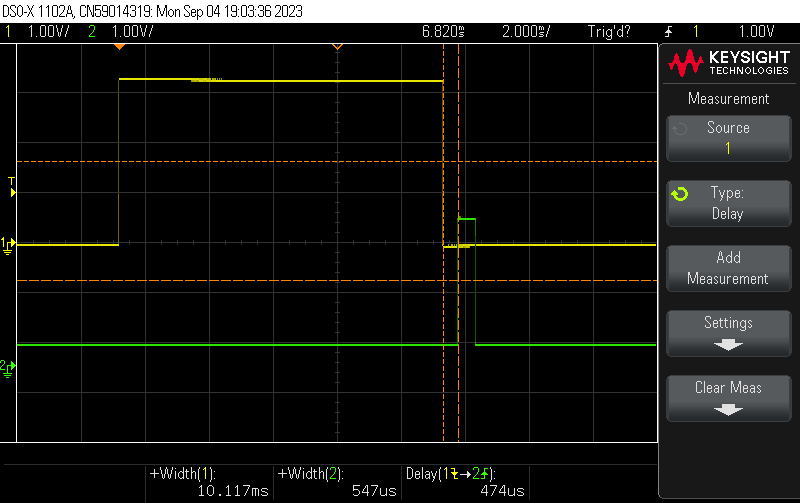 DSO-X 1102A, CN59014319: Mon Sep 04 19:03:36 2023
1 1.00V/ 2 1.00V/ 6.820ms 2.000ms/ Trig'd? 1 1.00V
KEYSIGHT
TECHNOLOGIES
Measurement
Source
1
Type:
Delay
Add
Measurement
Settings
Clear Meas
T
1
2
+Width(1):
10.117ms
+Width(2):
547us
Delay(1→2):
474us